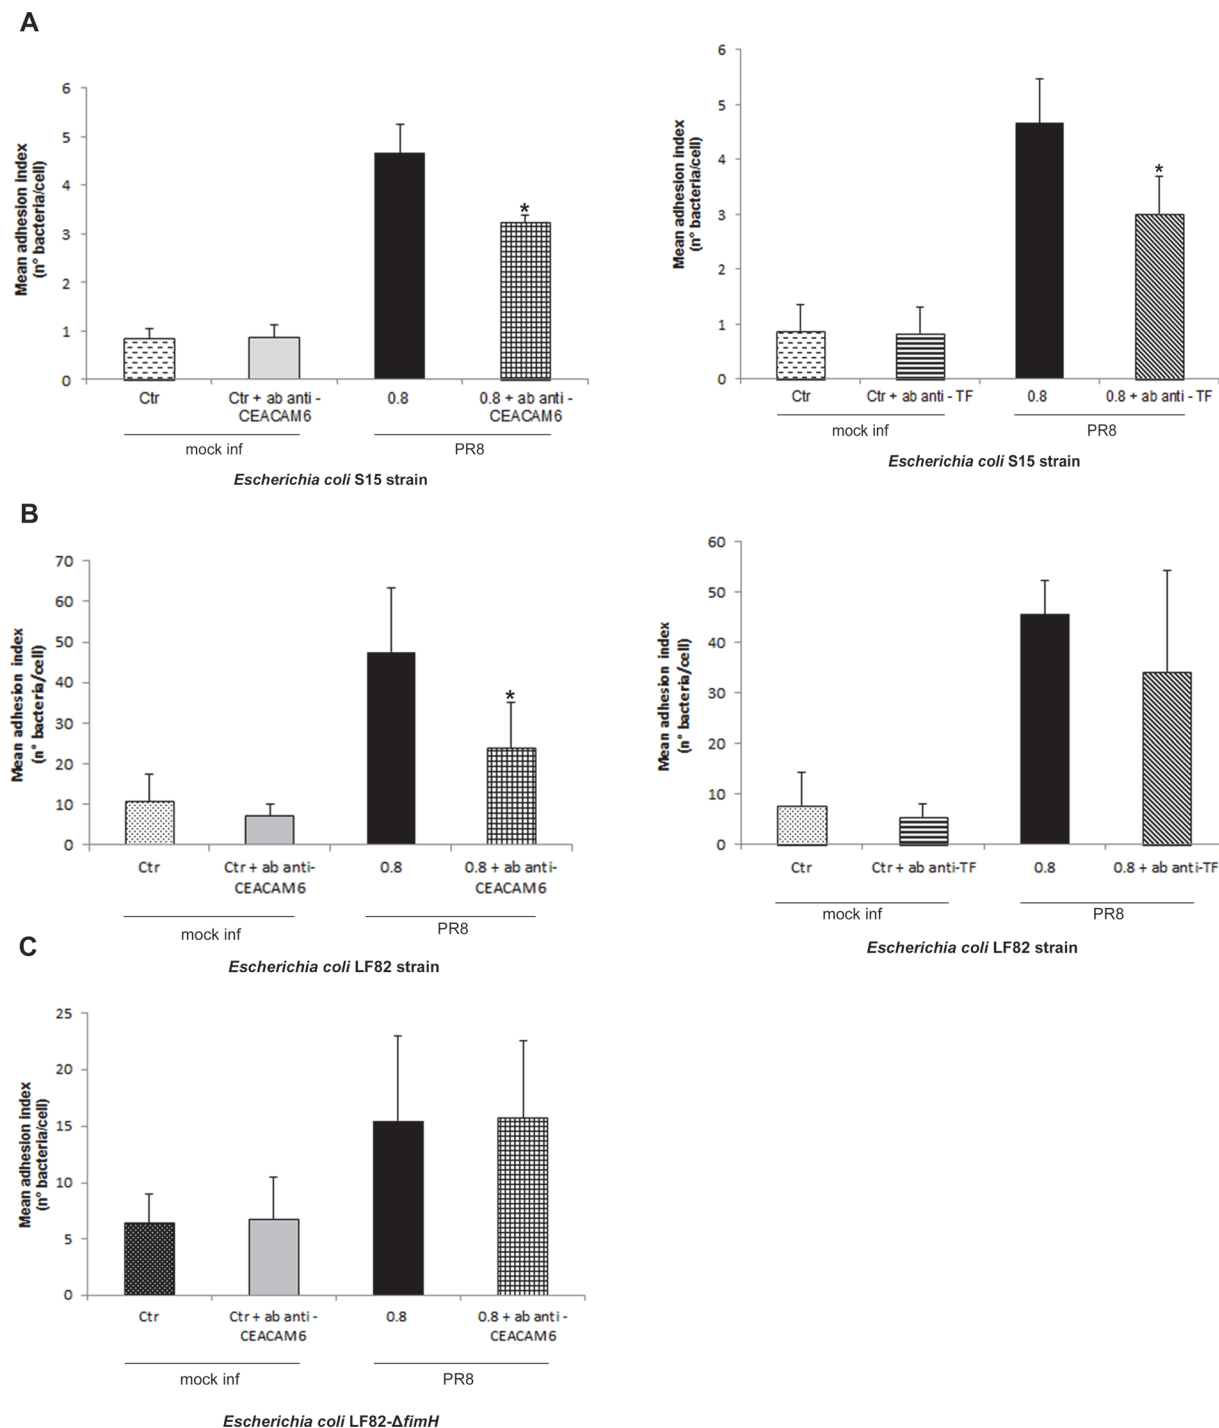 A
Mean adhesion index
(n° bacteria/cell)
6
5
4
3
2
1
0
*
Ctr
Ctr + ab anti -
CEACAM6
0.8
0.8 + ab anti -
CEACAM6
mock inf
PR8
Escherichia coli S15 strain
Mean adhesion index
(n° bacteria/cell)
6
5
4
3
2
1
0
*
Ctr
Ctr + ab anti - TF
0.8
0.8 + ab anti - TF
mock inf
PR8
Escherichia coli S15 strain
B
Mean adhesion index
(n° bacteria/cell)
70
60
50
40
30
20
10
0
*
Ctr
Ctr + ab anti-
CEACAM6
0.8
0.8 + ab anti-
CEACAM6
mock inf
PR8
Escherichia coli LF82 strain
Mean adhesion index
(n° bacteria/cell)
60
50
40
30
20
10
0
Ctr
Ctr + ab anti-TF
0.8
0.8 + ab anti-TF
mock inf
PR8
Escherichia coli LF82 strain
C
Mean adhesion index
(n° bacteria/cell)
25
20
15
10
5
0
Ctr
Ctr + ab anti -
CEACAM6
0.8
0.8 + ab anti -
CEACAM6
mock inf
PR8
Escherichia coli LF82-ΔfimH